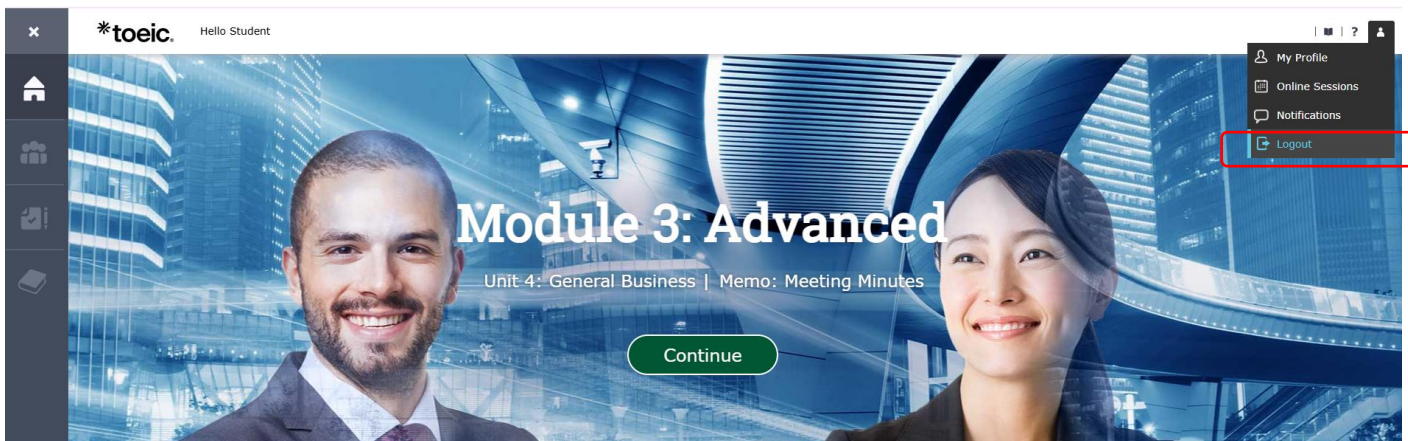 *toeic.
Hello Student
| | ?
My Profile
Online Sessions
Notifications
Logout
Module 3: Advanced
Unit 4: General Business | Memo: Meeting Minutes
Continue